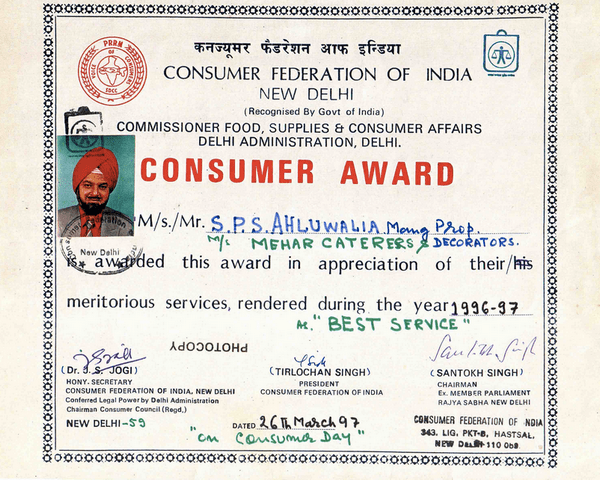 कनज्यूमर फैडरेशन आफ इन्डिया
CONSUMER FEDERATION OF INDIA
NEW DELHI
(Recognised By Govt of India)
COMMISSIONER FOOD, SUPPLIES & CONSUMER AFFAIRS
DELHI ADMINISTRATION, DELHI.
CONSUMER AWARD
M/s./Mr. S.P.S. AHLUWALIA Mang Prop.
M/s MEHAR CATERERS & DECORATORS.
New Delhi
is awarded this award in appreciation of their/his
meritorious services, rendered during the year 1996-97
As. "BEST SERVICE"
PHOTOCOPY
(Dr. J. S. JOGI)
HONY. SECRETARY
CONSUMER FEDERATION OF INDIA, NEW DELHI
Conferred Legal Power by Delhi Administration
Chairman Consumer Council (Regd.)
NEW DELHI-59
(TIRLOCHAN SINGH)
PRESIDENT
CONSUMER FEDERATION OF INDIA
Santokh Singh
(SANTOKH SINGH)
CHAIRMAN
Ex. MEMBER PARLIAMENT
RAJYA SABHA NEW DELHI
DATED 26Th March 97
"on Consumer Day"
CONSUMER FEDERATION OF INDIA
343. LIG, PKT-B, HASTSAL,
NEW Delhi-110 059.